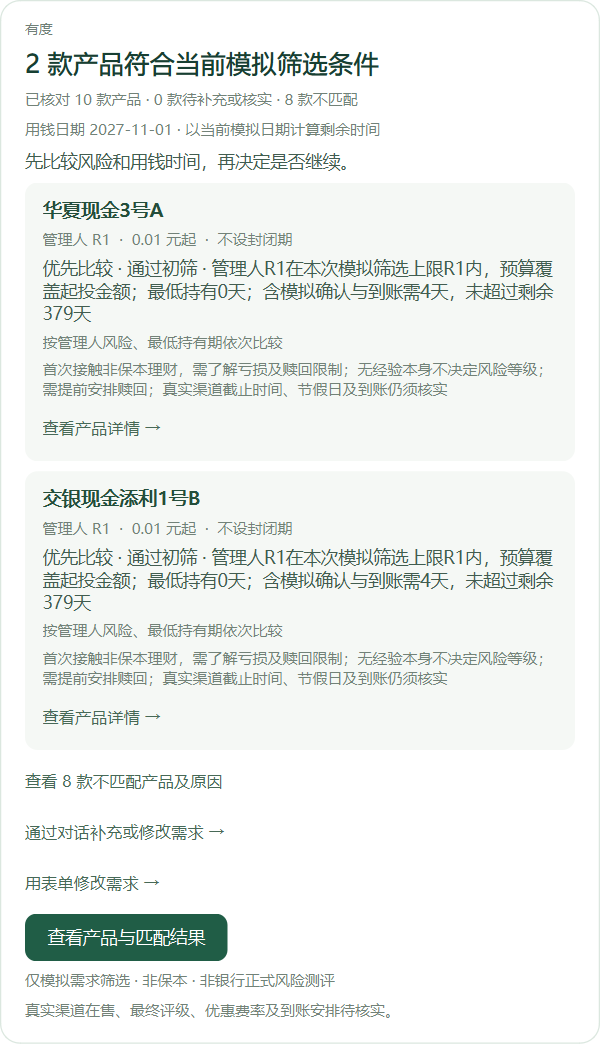 有度
2 款产品符合当前模拟筛选条件
已核对 10 款产品 · 0 款待补充或核实 · 8 款不匹配
用钱日期 2027-11-01 · 以当前模拟日期计算剩余时间
先比较风险和用钱时间，再决定是否继续。
华夏现金3号A
管理人 R1 · 0.01 元起 · 不设封闭期
优先比较 · 通过初筛 · 管理人R1在本次模拟筛选上限R1内，预算覆
盖起投金额；最低持有0天；含模拟确认与到账需4天，未超过剩余
379天
按管理人风险、最低持有期依次比较
首次接触非保本理财，需了解亏损及赎回限制；无经验本身不决定风险等级；
需提前安排赎回；真实渠道截止时间、节假日及到账仍须核实
查看产品详情 →
交银现金添利1号B
管理人 R1 · 0.01 元起 · 不设封闭期
优先比较 · 通过初筛 · 管理人R1在本次模拟筛选上限R1内，预算覆
盖起投金额；最低持有0天；含模拟确认与到账需4天，未超过剩余
379天
按管理人风险、最低持有期依次比较
首次接触非保本理财，需了解亏损及赎回限制；无经验本身不决定风险等级；
需提前安排赎回；真实渠道截止时间、节假日及到账仍须核实
查看产品详情 →
查看 8 款不匹配产品及原因
通过对话补充或修改需求 →
用表单修改需求 →
查看产品与匹配结果
仅模拟需求筛选 · 非保本 · 非银行正式风险测评
真实渠道在售、最终评级、优惠费率及到账安排待核实。